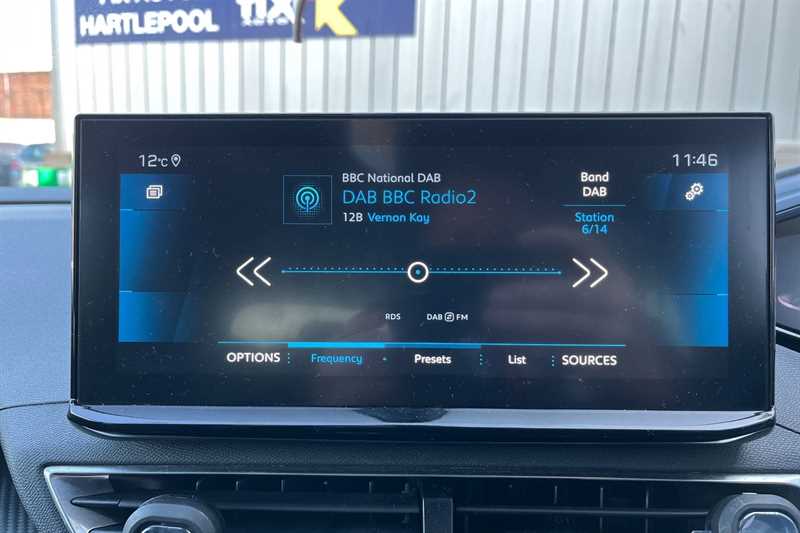 HARTLEPOOL
12°C
11:46
BBC National DAB
DAB BBC Radio2
12B Vernon Kay
Band
DAB
Station
6/14
RDS
DAB FM
OPTIONS
Frequency
Presets
List
SOURCES